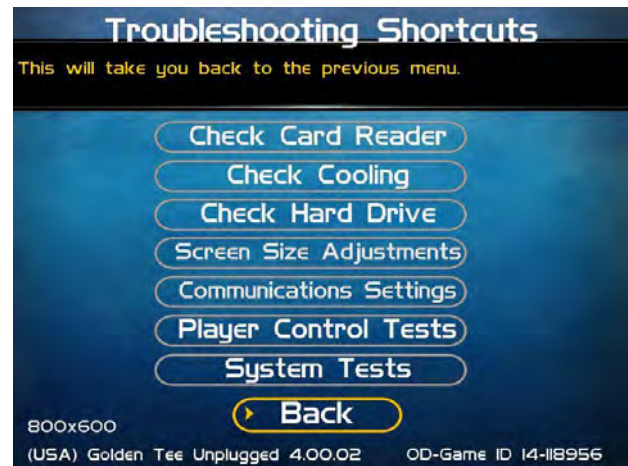 Troubleshooting Shortcuts
This will take you back to the previous menu.
Check Card Reader
Check Cooling
Check Hard Drive
Screen Size Adjustments
Communications Settings
Player Control Tests
System Tests
Back
800x600
(USA) Golden Tee Unplugged 4.00.02 OD-Game ID 14-118956